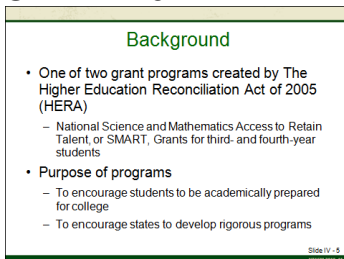 Background
• One of two grant programs created by The
Higher Education Reconciliation Act of 2005
(HERA)
– National Science and Mathematics Access to Retain
Talent, or SMART, Grants for third- and fourth-year
students
• Purpose of programs
– To encourage students to be academically prepared
for college
– To encourage states to develop rigorous programs
Slide IV - 5